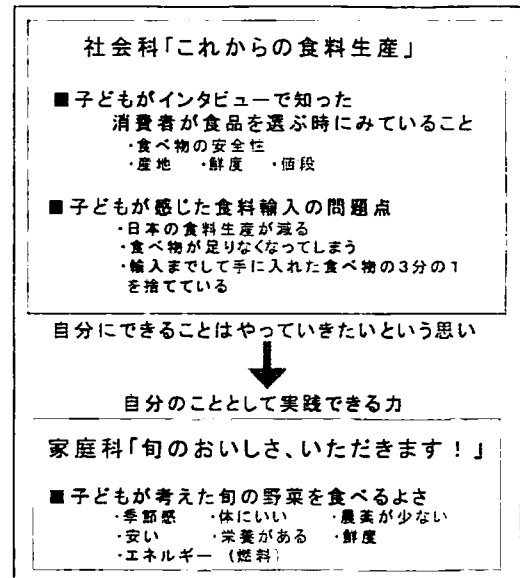 社会科「これからの食料生産」
■子どもがインタビューで知った
消費者が食品を選ぶ時にみていること
・食べ物の安全性
・産地 ・鮮度 ・値段
■子どもが感じた食料輸入の問題点
・日本の食料生産が減る
・食べ物が足りなくなってしまう
・輸入までして手に入れた食べ物の3分の1
を捨てている
自分にできることはやっていきたいという思い
自分のこととして実践できる力
家庭科「旬のおいしさ、いただきます！」
■子どもが考えた旬の野菜を食べるよさ
・季節感 ・体にいい ・農薬が少ない
・安い ・栄養がある ・鮮度
・エネルギー（燃料）